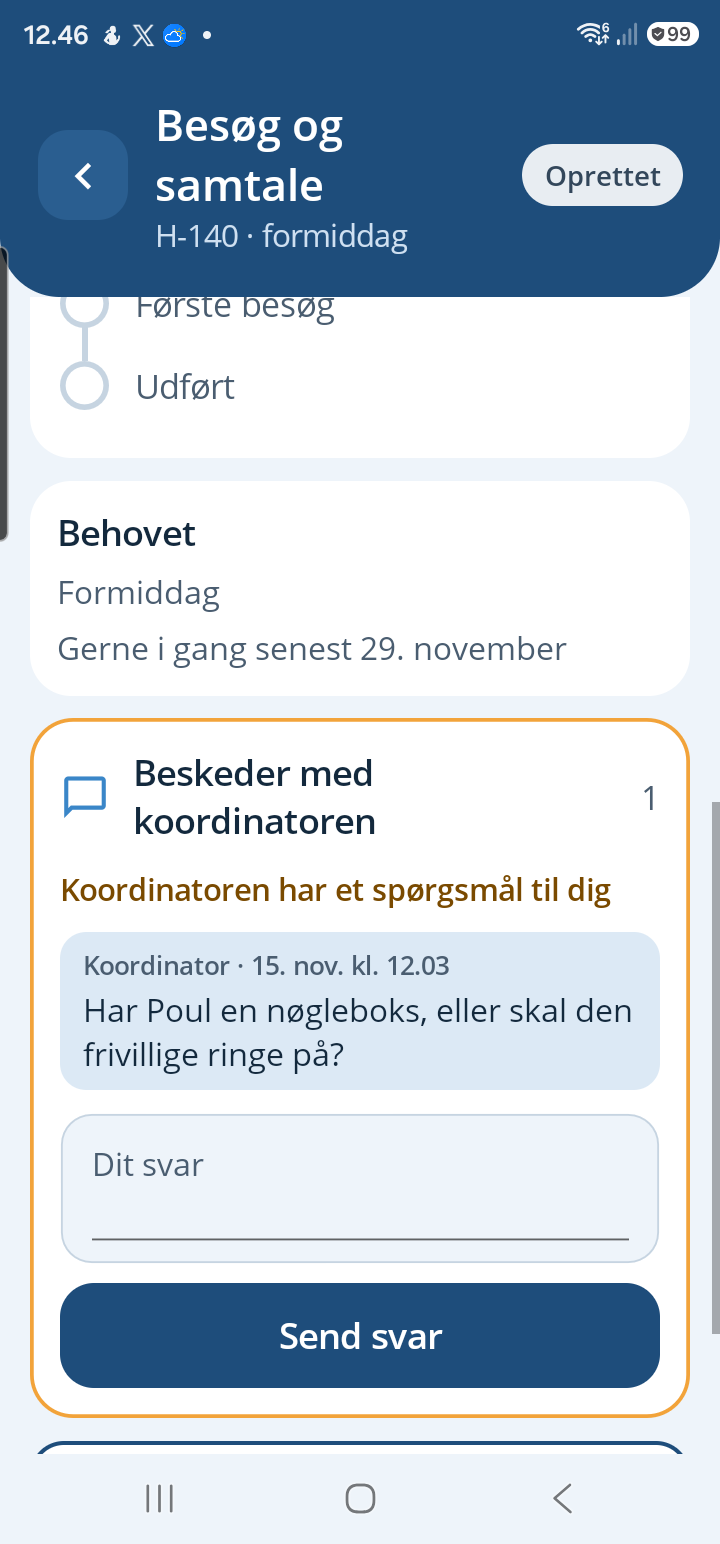 12.46
6
99
Besøg og
samtale
H-140 · formiddag
Oprettet
Første besøg
Udført
Behovet
Formiddag
Gerne i gang senest 29. november
Beskeder med
koordinatoren
1
Koordinatoren har et spørgsmål til dig
Koordinator · 15. nov. kl. 12.03
Har Poul en nøgleboks, eller skal den
frivillige ringe på?
Dit svar
Send svar